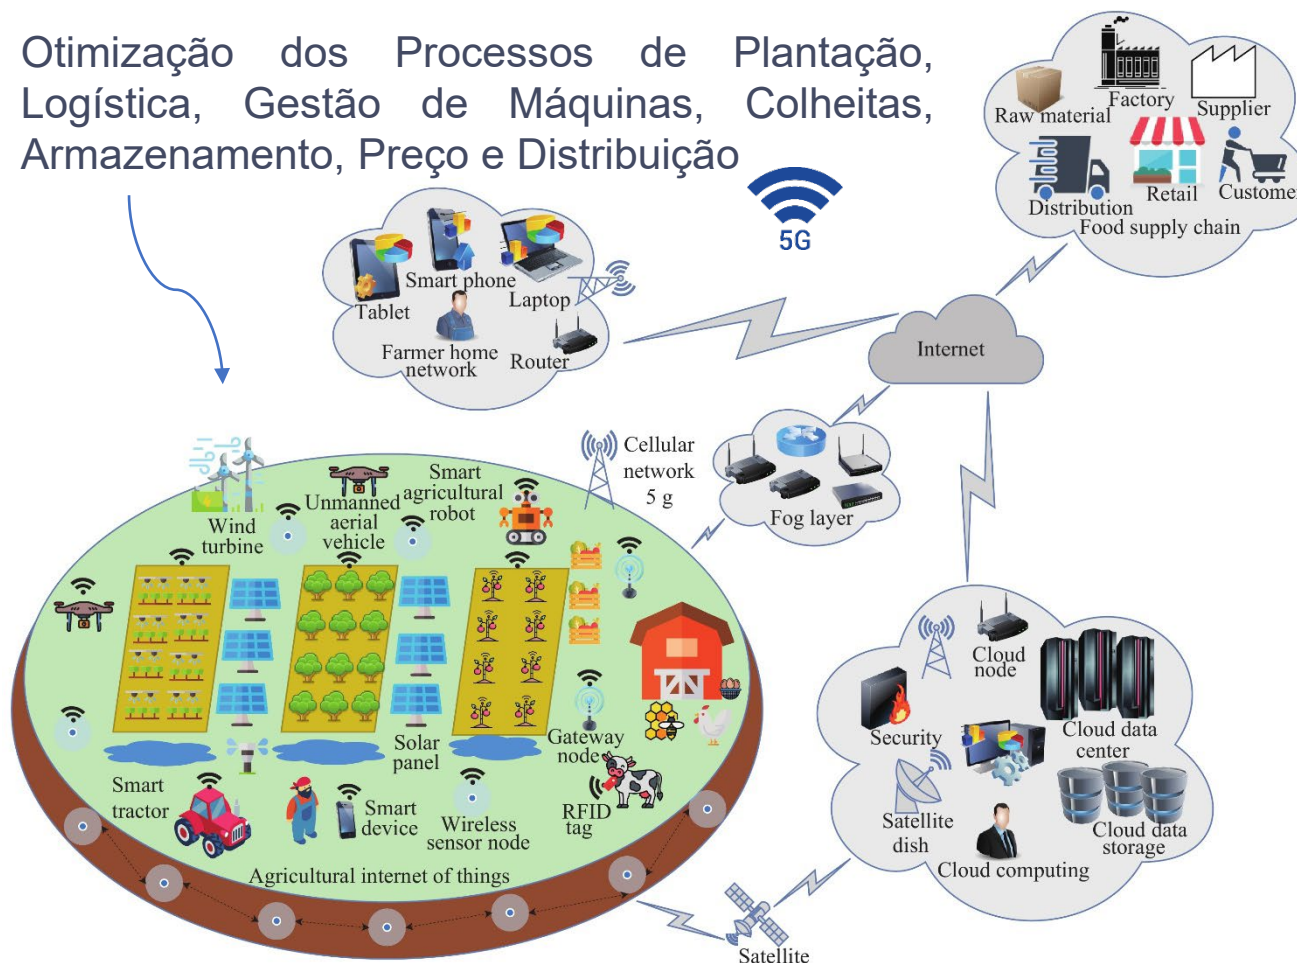 Otimização dos Processos de Plantação,
Logística, Gestão de Máquinas, Colheitas,
Armazenamento, Preço e Distribuição
5G
Raw material
Factory
Supplier
Distribution
Retail
Customer
Food supply chain
Tablet
Smart phone
Laptop
Farmer home
network
Router
Internet
Cellular
network
5 g
Fog layer
Wind
turbine
Unmanned
aerial
vehicle
Smart
agricultural
robot
Solar
panel
Gateway
node
Smart
tractor
Smart
device
Wireless
sensor node
RFID
tag
Agricultural internet of things
Cloud
node
Security
Cloud data
center
Satellite
dish
Cloud data
storage
Cloud computing
Satellite